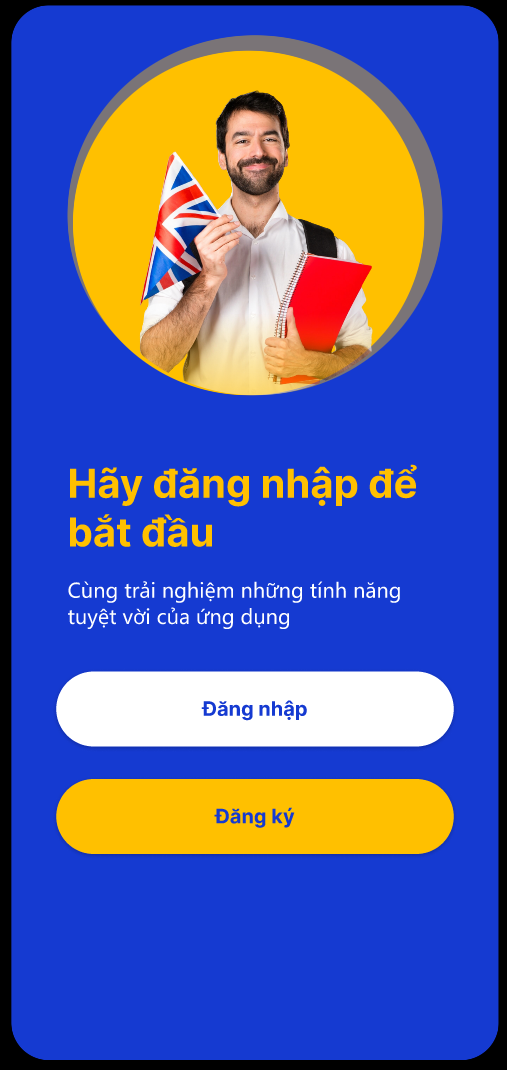 Hãy đăng nhập để
bắt đầu
Cùng trải nghiệm những tính năng
tuyệt vời của ứng dụng
Đăng nhập
Đăng ký